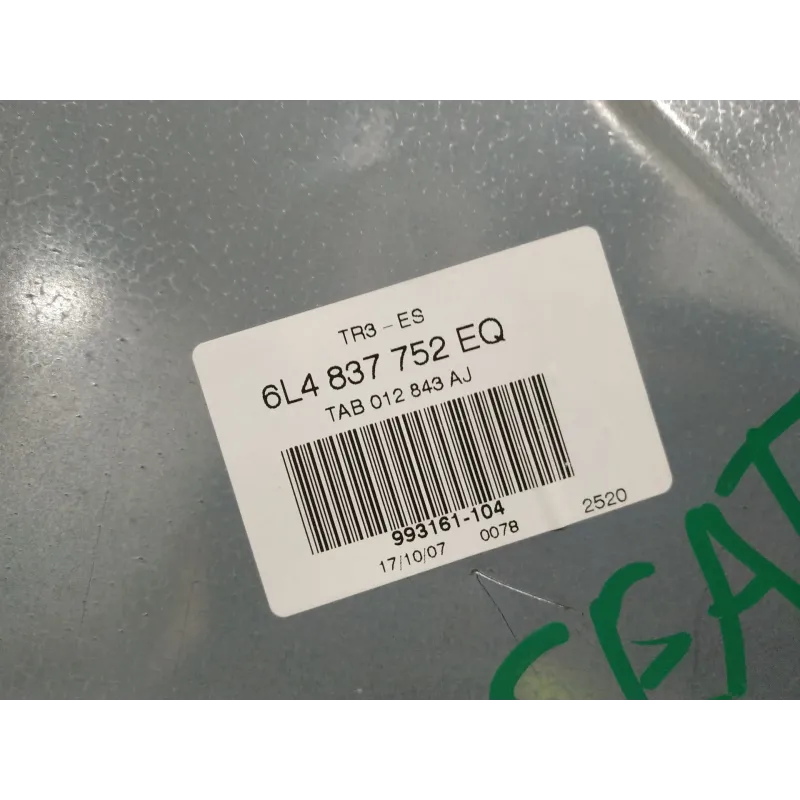 TR3 - ES
6L4 837 752 EQ
TAB 012 843 AJ
993161-104
17/10/07 0078 2520
SEAT